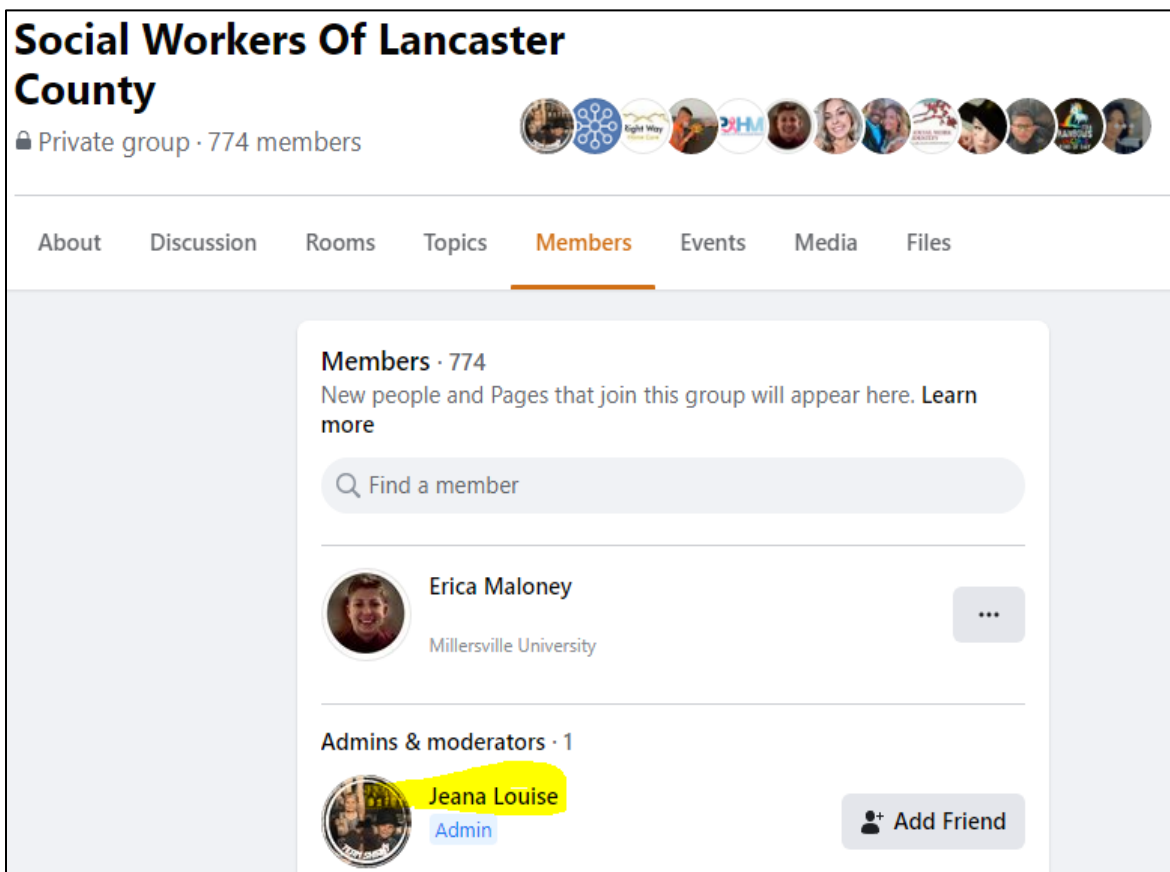 Social Workers Of Lancaster
County
Private group · 774 members
Right Way
About Discussion Rooms Topics Members Events Media Files
Members · 774
New people and Pages that join this group will appear here. Learn
more
Find a member
Erica Maloney
...
Millersville University
Admins & moderators · 1
Jeana Louise
Admin
Add Friend